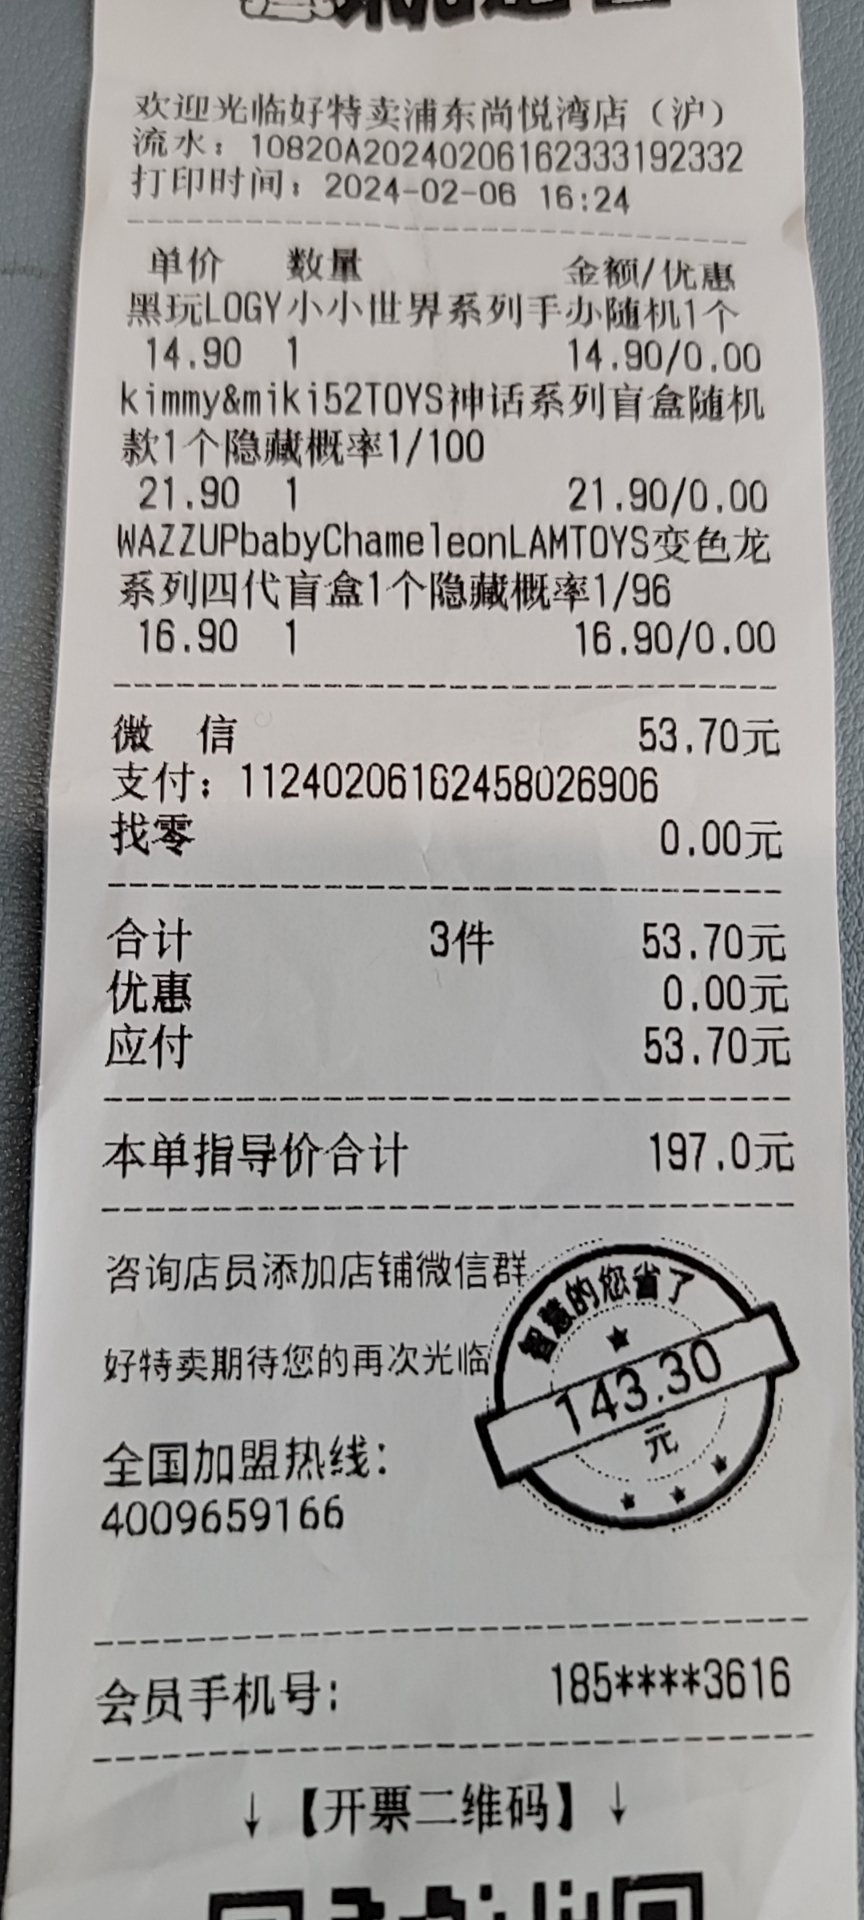 欢迎光临好特卖浦东尚悦湾店（沪）
流水：10820A20240206162333192332
打印时间：2024-02-06 16:24
单价 数量 金额/优惠
黑玩LOGY小小世界系列手办随机1个
14.90 1 14.90/0.00
kimmy&miki52TOYS神话系列盲盒随机
款1个隐藏概率1/100
21.90 1 21.90/0.00
WAZZUPbabyChameleonLAMTOYS变色龙
系列四代盲盒1个隐藏概率1/96
16.90 1 16.90/0.00
微 信 53.70元
支付：11240206162458026906
找零 0.00元
合计 3件 53.70元
优惠 0.00元
应付 53.70元
本单指导价合计 197.0元
咨询店员添加店铺微信群
智慧的您省了
143.30
元
好特卖期待您的再次光临
全国加盟热线：
4009659166
会员手机号： 185****3616
↓【开票二维码】↓